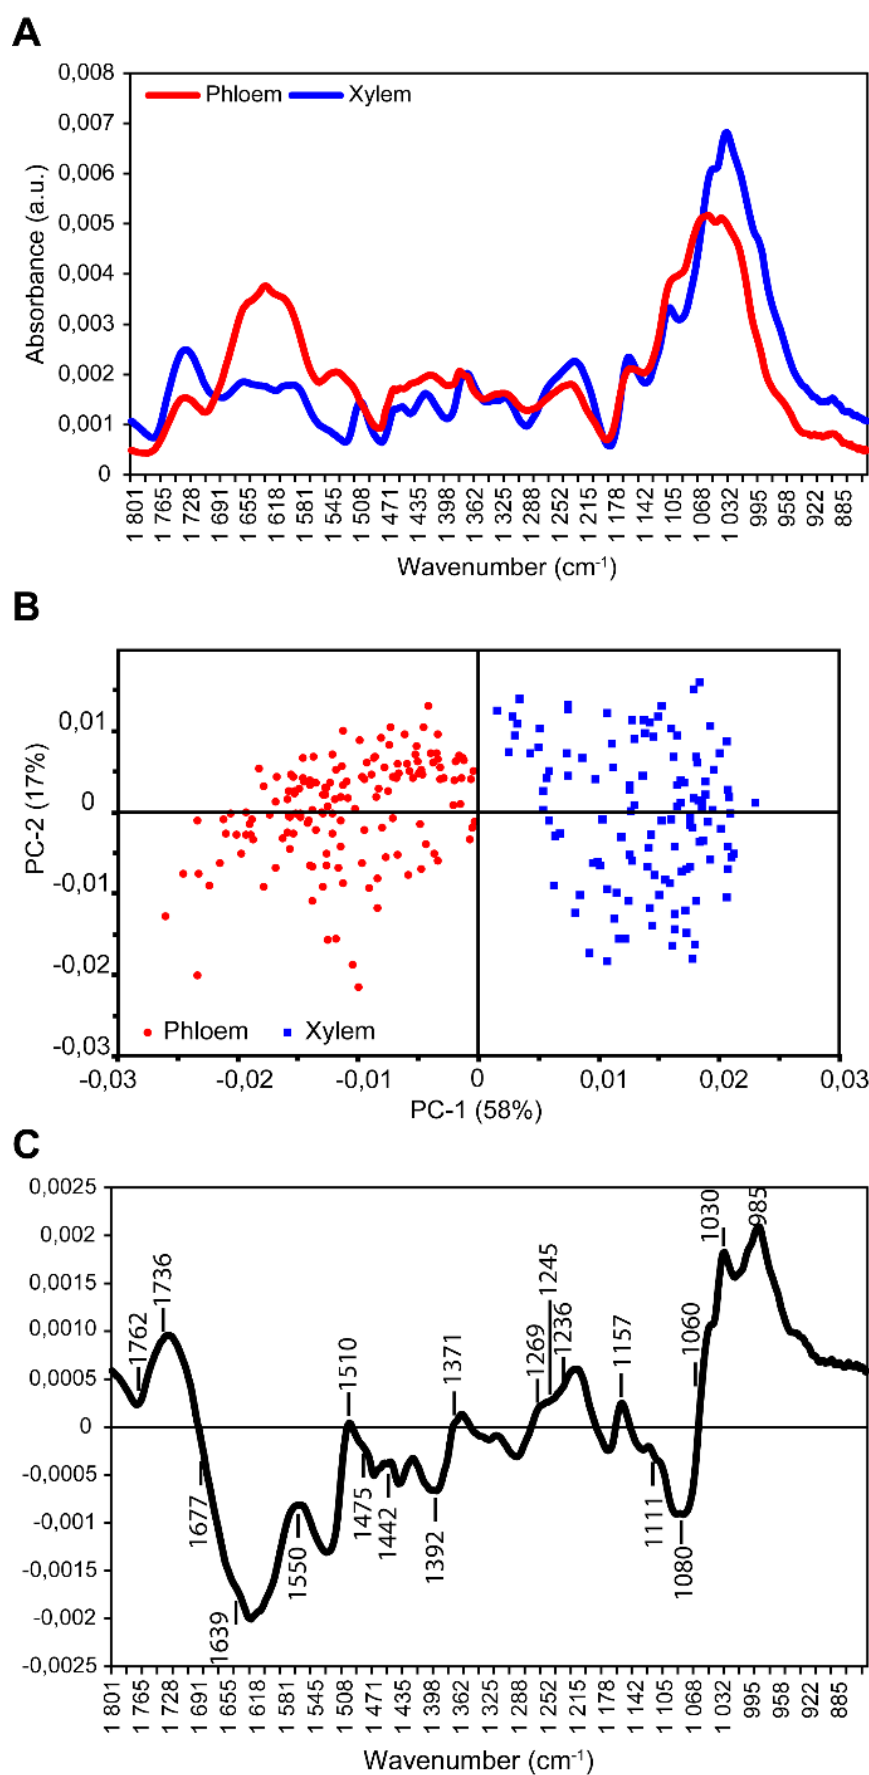 A
0,008
0,007
0,006
0,005
0,004
0,003
0,002
0,001
0
Absorbance (a.u.)
Phloem Xylem
1 801 1 765 1 728 1 691 1 655 1 618 1 581 1 545 1 508 1 471 1 435 1 398 1 362 1 325 1 288 1 252 1 215 1 178 1 142 1 105 1 068 1 032 995 958 922 885
Wavenumber (cm-1)
B
0,01
0
-0,01
-0,02
-0,03
PC-2 (17%)
Phloem Xylem
-0,03 -0,02 -0,01 0 0,01 0,02 0,03
PC-1 (58%)
C
0,0025
0,002
0,0015
0,0010
0,0005
0
-0,0005
-0,001
-0,0015
-0,002
-0,0025
1762 1736 1677 1639 1550 1510 1475 1442 1392 1371 1269 1245 1236 1157 1111 1080 1060 1030 985
1 801 1 765 1 728 1 691 1 655 1 618 1 581 1 545 1 508 1 471 1 435 1 398 1 362 1 325 1 288 1 252 1 215 1 178 1 142 1 105 1 068 1 032 995 958 922 885
Wavenumber (cm-1)